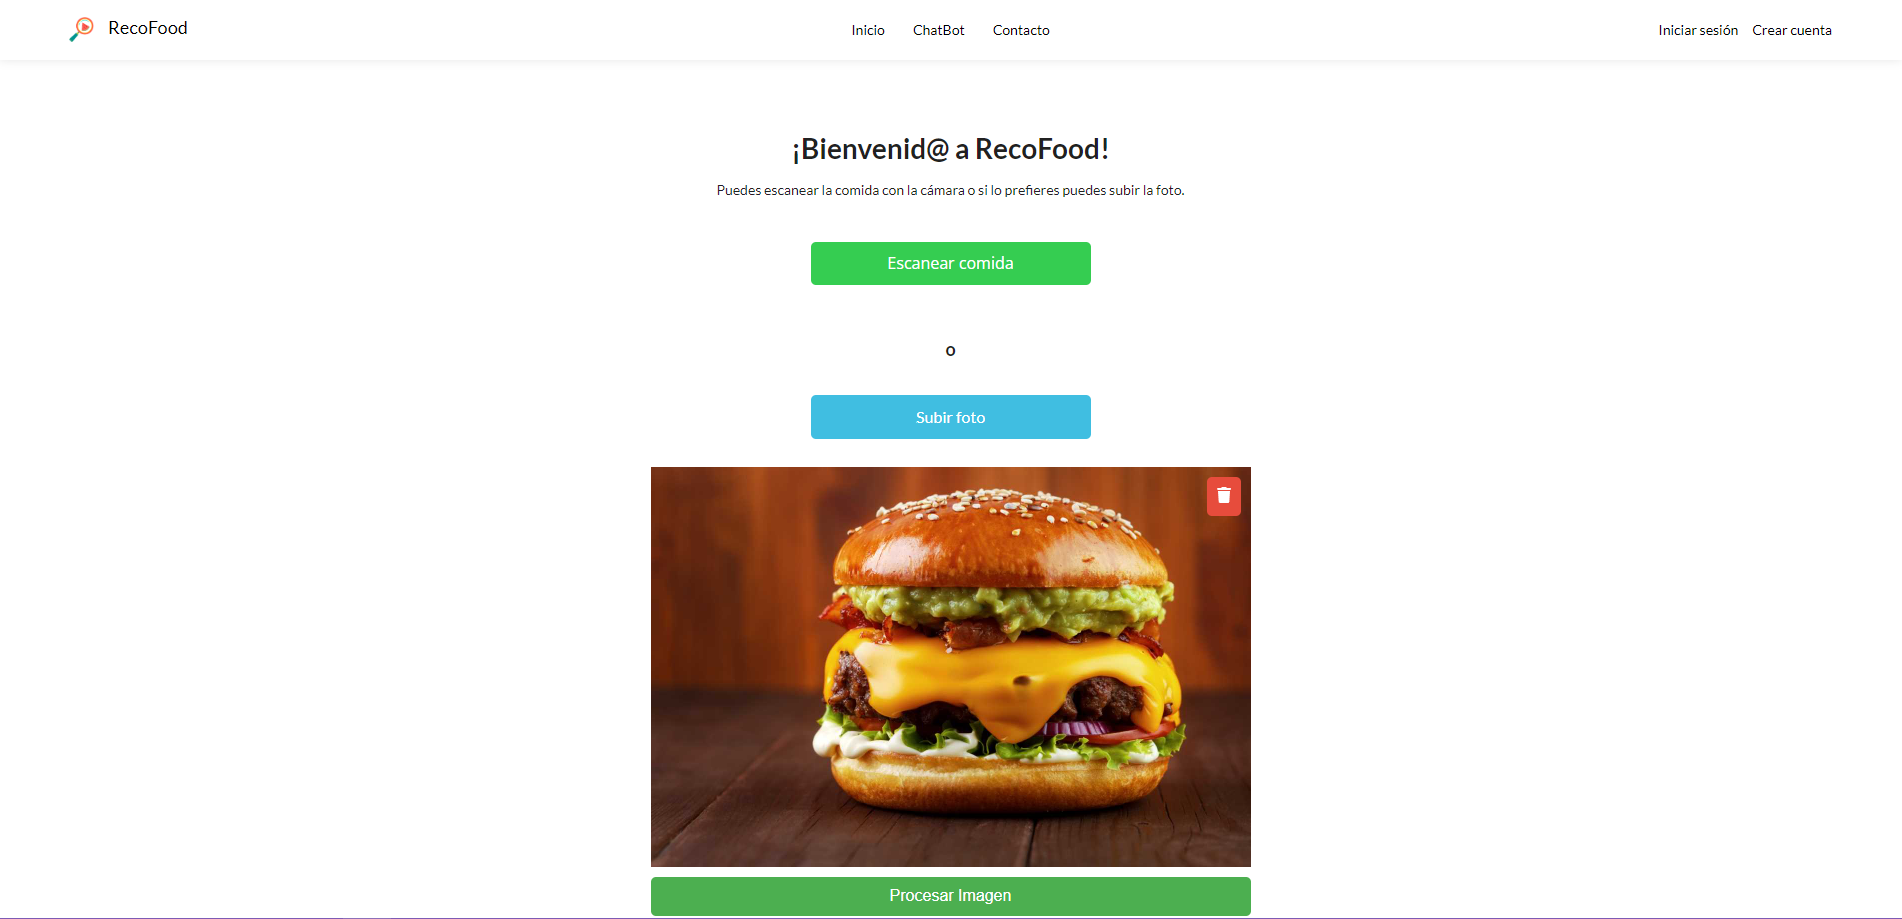 RecoFood
Inicio ChatBot Contacto
Iniciar sesión Crear cuenta
¡Bienvenid@ a RecoFood!
Puedes escanear la comida con la cámara o si lo prefieres puedes subir la foto.
Escanear comida
o
Subir foto
Procesar Imagen